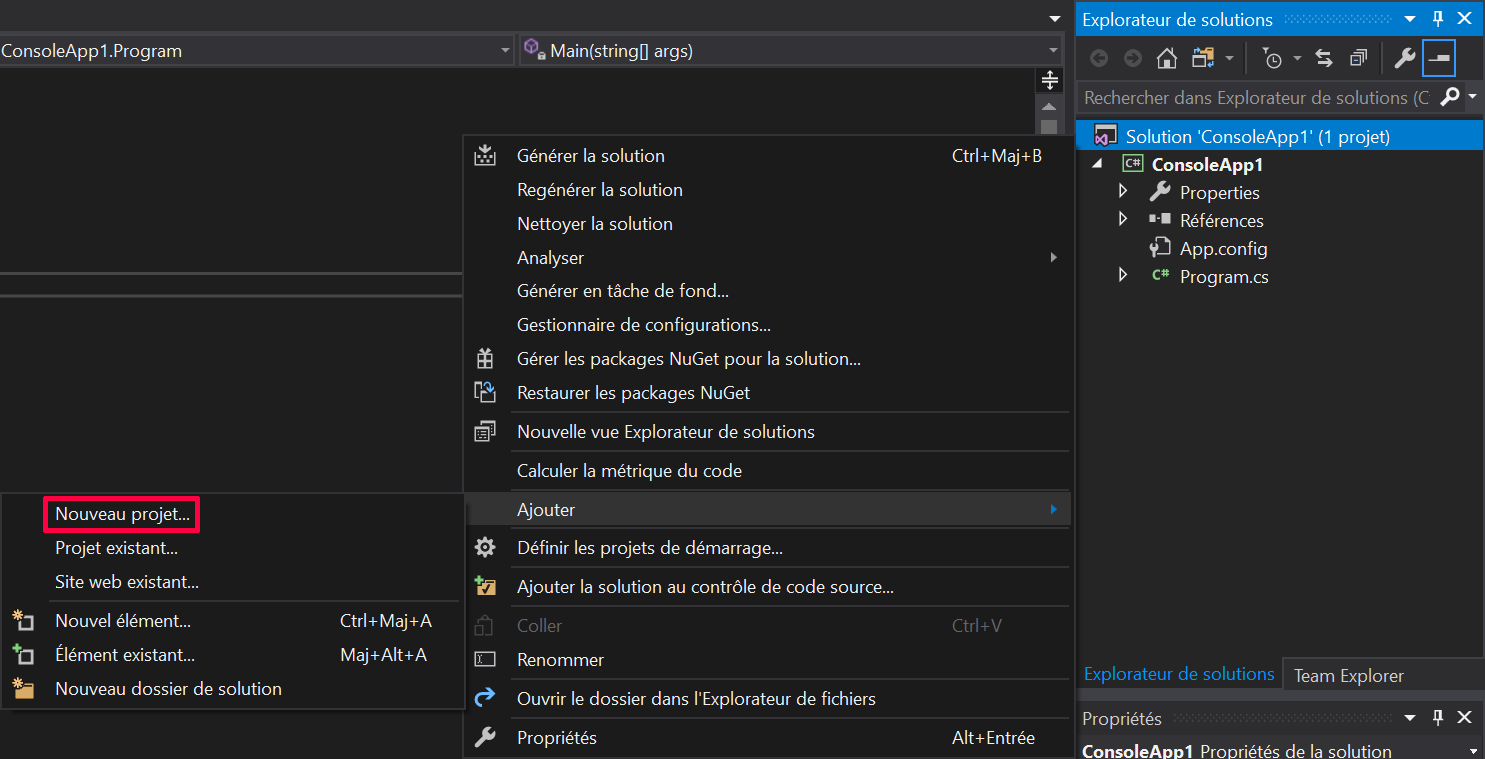 ConsoleApp1.Program
Main(string[] args)
Générer la solution Ctrl+Maj+B
Regénérer la solution
Nettoyer la solution
Analyser
Générer en tâche de fond...
Gestionnaire de configurations...
Gérer les packages NuGet pour la solution...
Restaurer les packages NuGet
Nouvelle vue Explorateur de solutions
Calculer la métrique du code
Ajouter
Définir les projets de démarrage...
Ajouter la solution au contrôle de code source...
Coller Ctrl+V
Renommer
Ouvrir le dossier dans l'Explorateur de fichiers
Propriétés Alt+Entrée
Nouveau projet...
Projet existant...
Site web existant...
Nouvel élément... Ctrl+Maj+A
Élément existant... Maj+Alt+A
Nouveau dossier de solution
Explorateur de solutions
Rechercher dans Explorateur de solutions (C
Solution 'ConsoleApp1' (1 projet)
C# ConsoleApp1
Properties
Références
App.config
C# Program.cs
Explorateur de solutions Team Explorer
Propriétés
ConsoleApp1 Propriétés de la solution